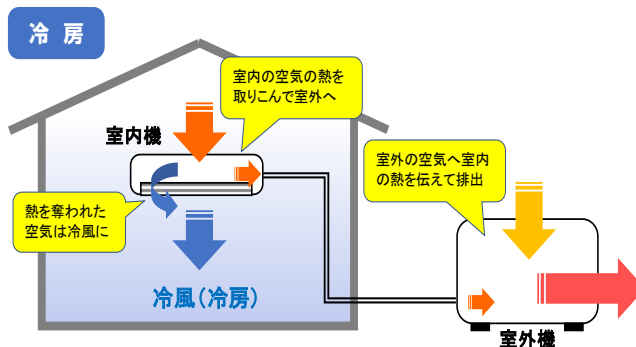 冷 房
室内の空気の熱を
取りこんで室外へ
室内機
室外の空気へ室内
の熱を伝えて排出
熱を奪われた
空気は冷風に
冷風(冷房)
室外機